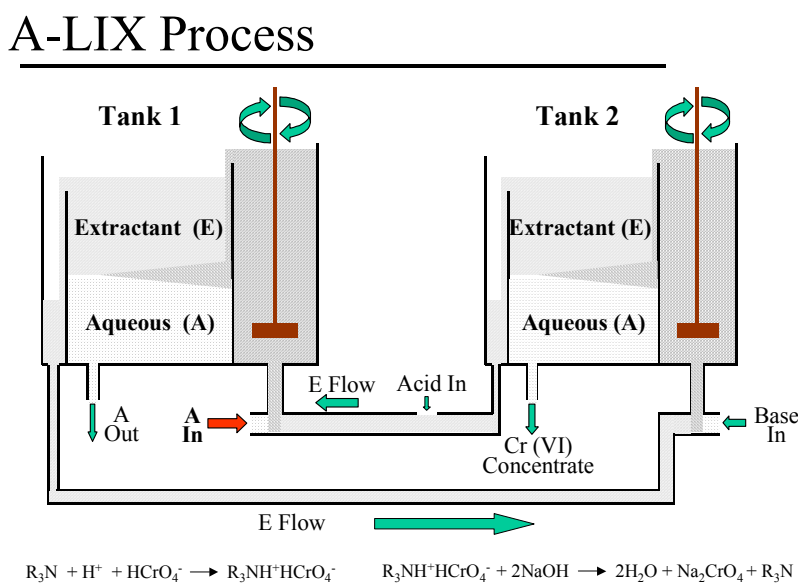 A-LIX Process
Tank 1
Tank 2
Extractant (E)
Extractant (E)
Aqueous (A)
Aqueous (A)
E Flow
Acid In
A
Out
A
In
Cr (VI)
Concentrate
Base
In
E Flow
R₃N + H⁺ + HCrO₄⁻ → R₃NH⁺HCrO₄⁻
R₃NH⁺HCrO₄⁻ + 2NaOH → 2H₂O + Na₂CrO₄ + R₃N